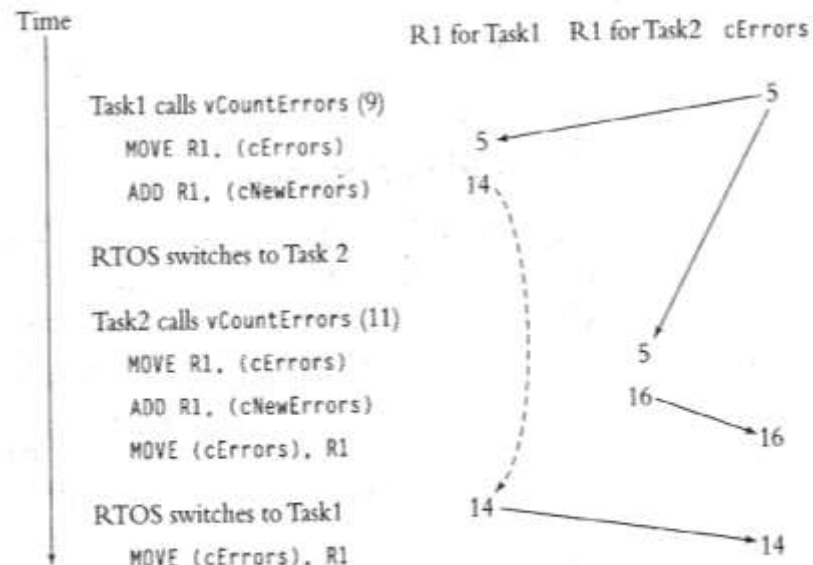 Time
R1 for Task1 R1 for Task2 cErrors
Task1 calls vCountErrors (9) 5
MOVE R1, (cErrors) 5
ADD R1, (cNewErrors) 14
RTOS switches to Task 2
Task2 calls vCountErrors (11)
MOVE R1, (cErrors) 5
ADD R1, (cNewErrors) 16
MOVE (cErrors), R1 16
RTOS switches to Task1 14
MOVE (cErrors), R1 14